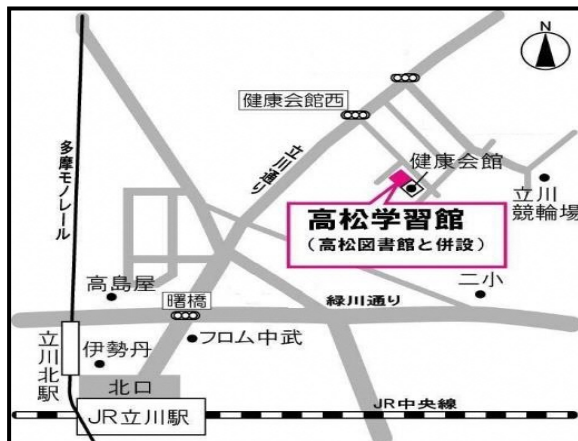 N
健康会館西
多摩モノレール
立川通り
健康会館
立川
競輪場
高松学習館
(高松図書館と併設)
高島屋
曙橋
緑川通り
二小
立川北駅
伊勢丹
フロム中武
北口
JR立川駅
JR中央線